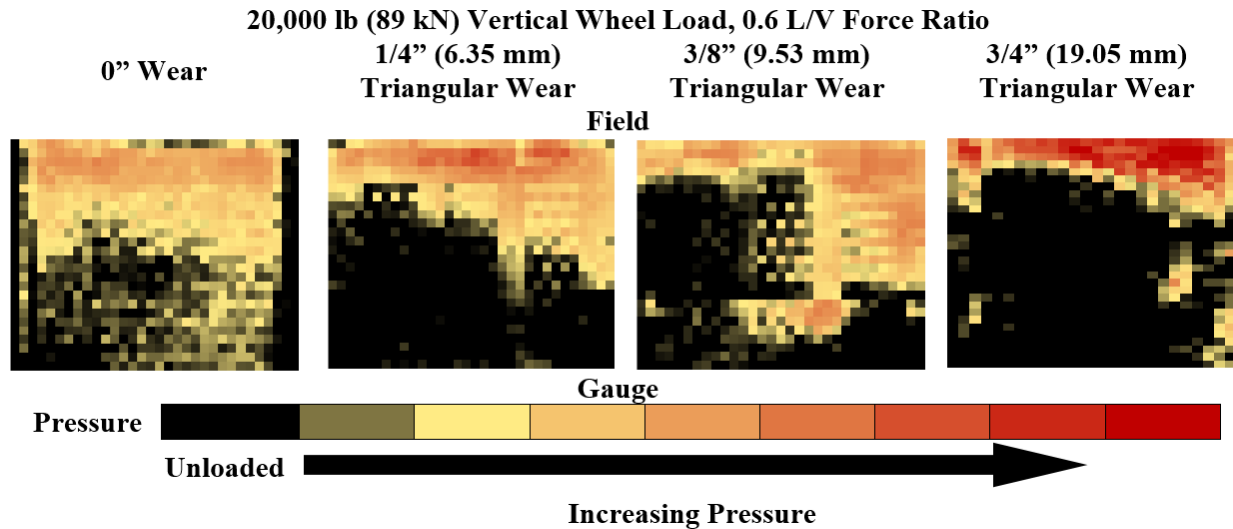 20,000 lb (89 kN) Vertical Wheel Load, 0.6 L/V Force Ratio
0” Wear
1/4” (6.35 mm)
Triangular Wear
3/8” (9.53 mm)
Triangular Wear
3/4” (19.05 mm)
Triangular Wear
Field
Gauge
Pressure
Unloaded
Increasing Pressure